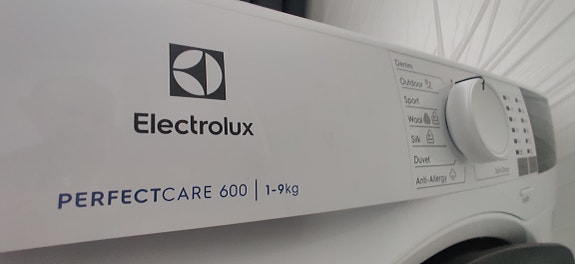 Electrolux
PERFECTCARE 600 | 1-9kg
Denim
Outdoor
Sport
Wool
Silk
Duvet
Anti-Allergy